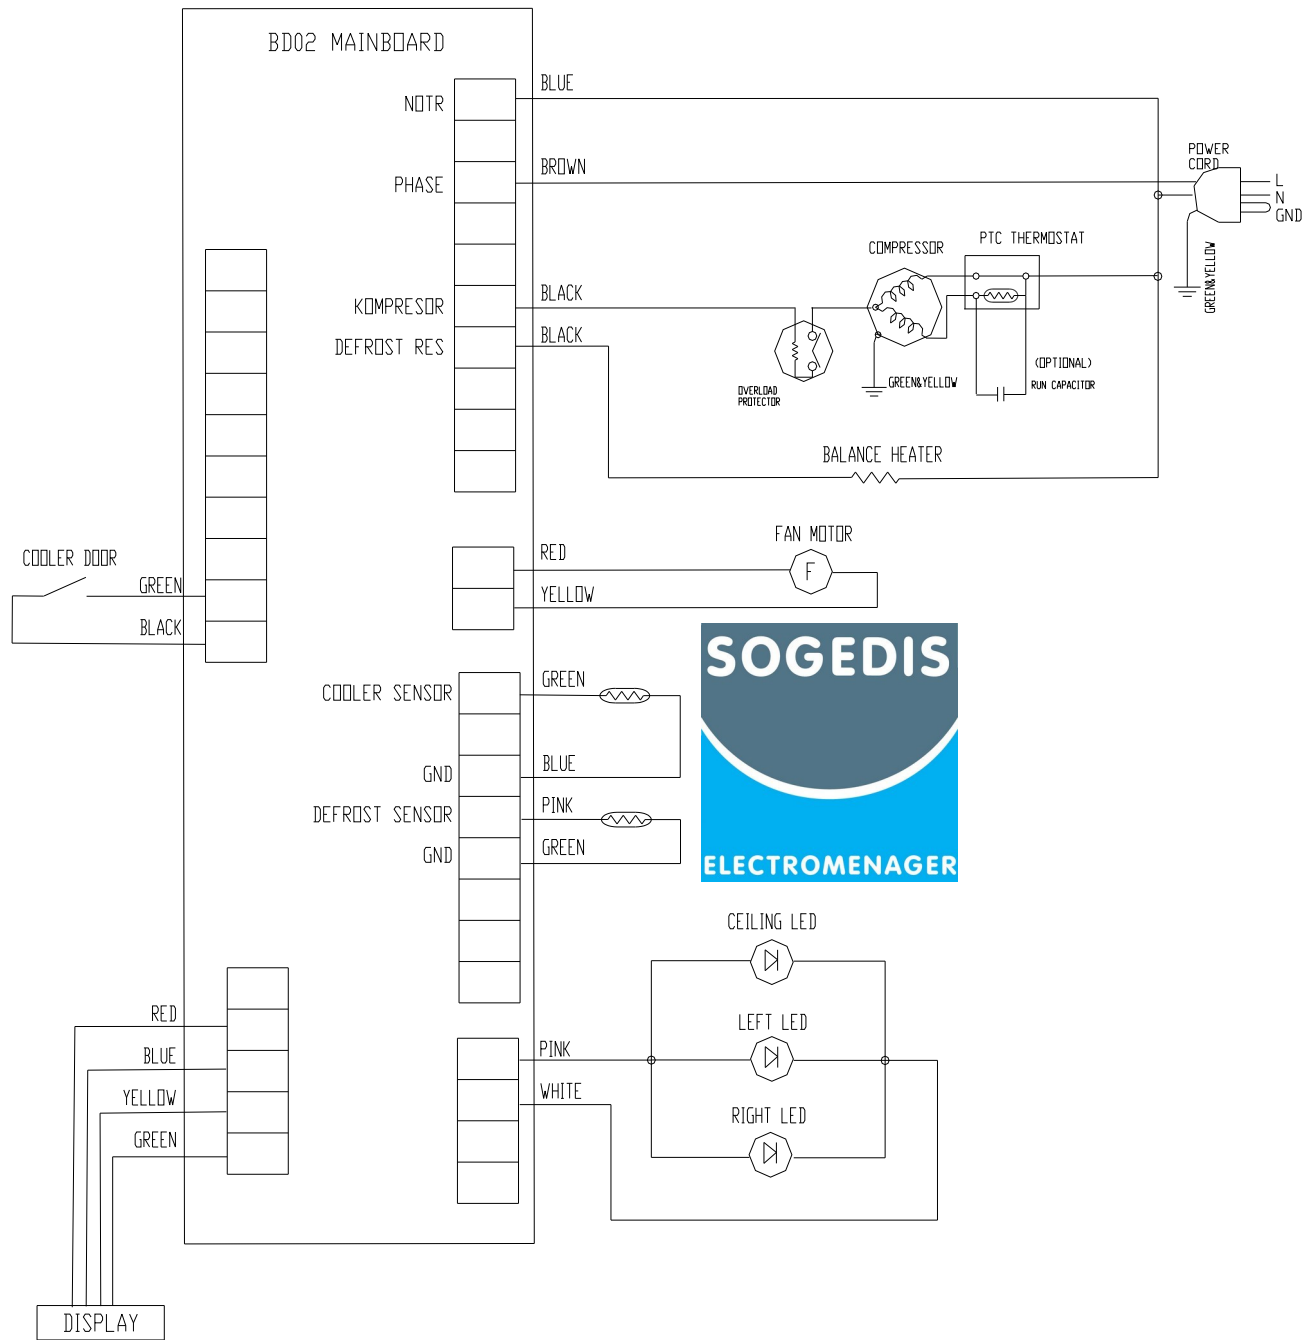 BD02 MAINBOARD
NOTR
BLUE
PHASE
BROWN
POWER
CORD
L
N
GND
GREEN&YELLOW
COMPRESSOR
PTC THERMOSTAT
KOMPRESOR
BLACK
DEFROST RES
BLACK
OVERLOAD
PROTECTOR
GREEN&YELLOW
(OPTIONAL)
RUN CAPACITOR
BALANCE HEATER
COOLER DOOR
GREEN
BLACK
RED
YELLOW
FAN MOTOR
F
SOGEDIS
ELECTROMENAGER
COOLER SENSOR
GREEN
GND
BLUE
DEFROST SENSOR
PINK
GND
GREEN
CEILING LED
LEFT LED
RIGHT LED
PINK
WHITE
RED
BLUE
YELLOW
GREEN
DISPLAY